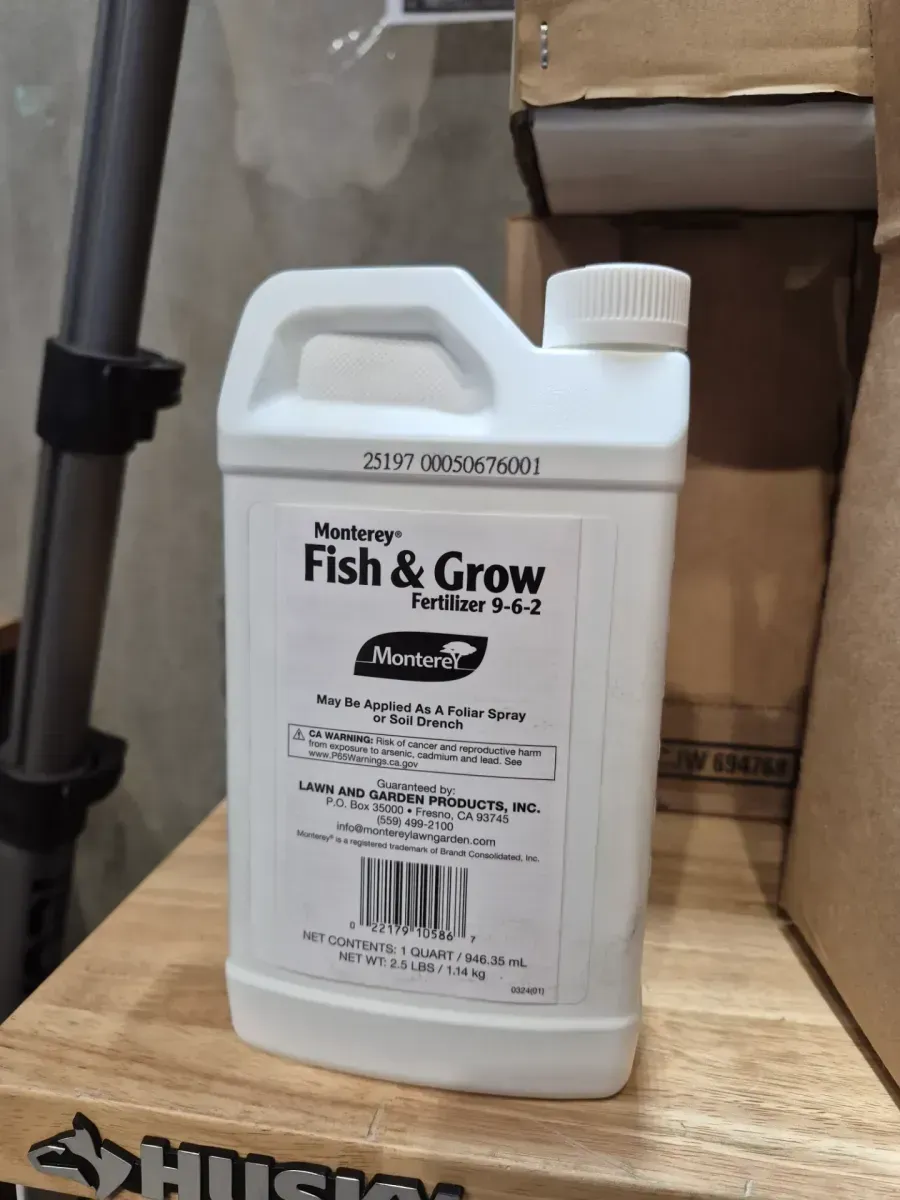 25197 00050676001
Monterey®
Fish & Grow
Fertilizer 9-6-2
Monterey
May Be Applied As A Foliar Spray
or Soil Drench
CA WARNING: Risk of cancer and reproductive harm
from exposure to arsenic, cadmium and lead. See
www.P65Warnings.ca.gov
Guaranteed by:
LAWN AND GARDEN PRODUCTS, INC.
P.O. Box 35000 • Fresno, CA 93745
(559) 499-2100
info@montereylawngarden.com
Monterey® is a registered trademark of Brandt Consolidated, Inc.
0 22179 10586 7
NET CONTENTS: 1 QUART / 946.35 mL
NET WT: 2.5 LBS / 1.14 kg
0324(01)
HUSKY